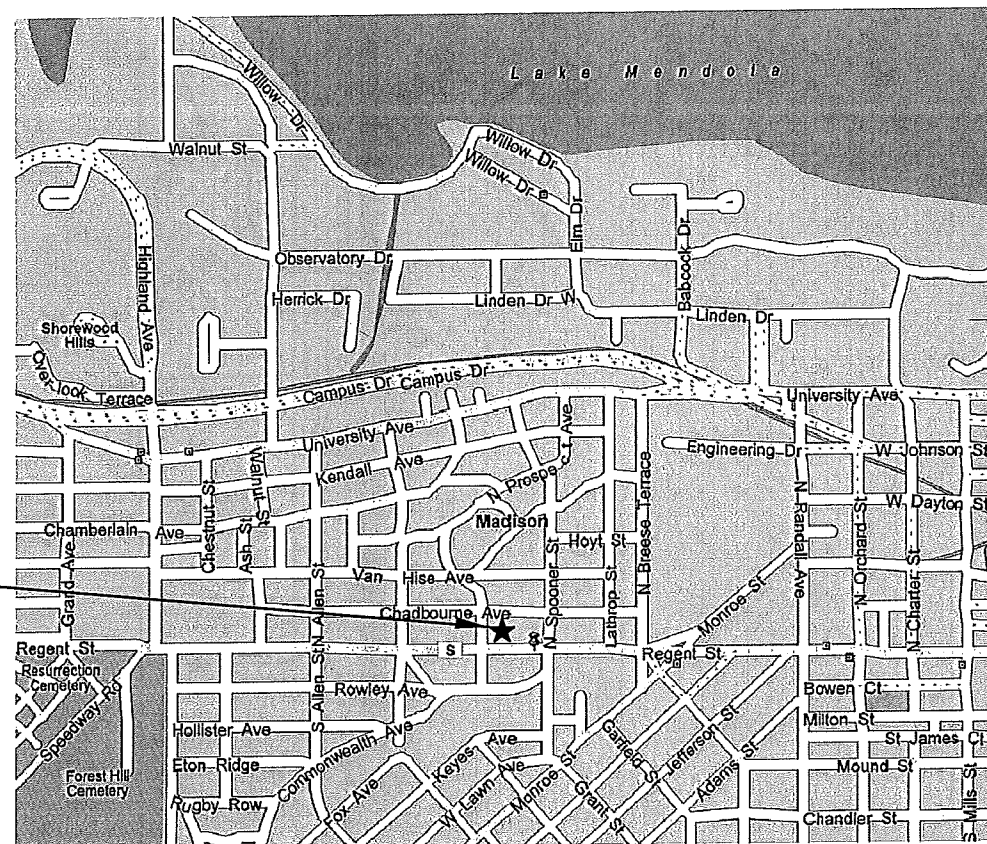 Lake Mendota
Willow Dr
Walnut St
Willow Dr
Willow Dr
Elm Dr
Babcock Dr
Highland Ave
Observatory Dr
Herrick Dr
Linden Dr W
Linden Dr
Shorewood
Hills
Overlook Terrace
Campus Dr
Campus Dr
University Ave
University Ave
Kendall Ave
N Prospect Ave
Engineering Dr
W Johnson St
W Dayton St
Walnut St
Chestnut St
Ash St
Chamberlain Ave
Grand Ave
Madison
Hoyt St
N Breese Terrace
N Randall Ave
N Orchard St
N Charter St
Van Hise Ave
N Allen St
N Spooner St
Lathrop St
Monroe St
Chadbourne Ave
Regent St
S
Regent St
Resurrection
Cemetery
Speedway Rd
Forest Hill
Cemetery
Rowley Ave
S Allen St
Hollister Ave
Commonwealth Ave
Eton Ridge
Rugby Row
Fox Ave
Keyes Ave
W Lawn Ave
Monroe St
Grant St
Garfield St
Jefferson St
Adams St
Bowen Ct
Milton St
St James Ct
Mound St
Chandler St
S Mills St